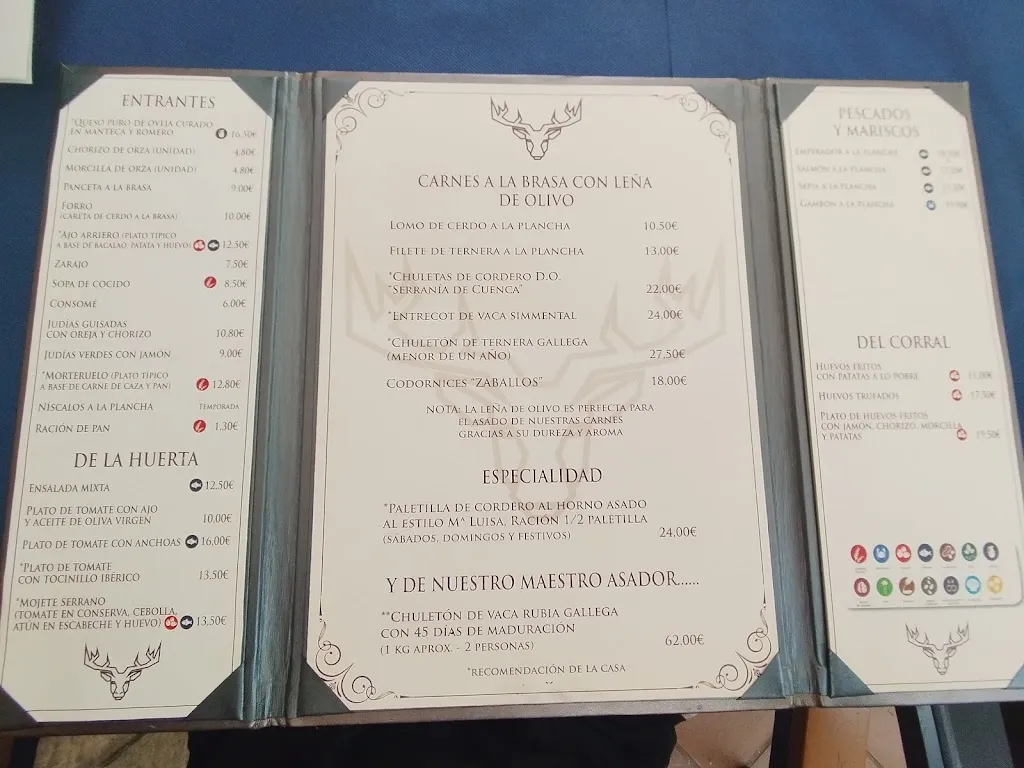 ENTRANTES
*QUESO PURO DE OVEJA CURADO
EN MANTECA Y ROMERO 16.50€
CHORIZO DE ORZA (UNIDAD) 4.80€
MORCILLA DE ORZA (UNIDAD) 4.80€
PANCETA A LA BRASA 9.00€
FORRO
(CARETA DE CERDO A LA BRASA) 10.00€
*AJO ARRIERO (PLATO TÍPICO
A BASE DE BACALAO, PATATA Y HUEVO) 12.50€
ZARAJO 7,50€
SOPA DE COCIDO 8,50€
CONSOMÉ 6.00€
JUDÍAS GUISADAS
CON OREJA Y CHORIZO 10.80€
JUDÍAS VERDES CON JAMÓN 9.00€
*MORTERUELO (PLATO TÍPICO
A BASE DE CARNE DE CAZA Y PAN) 12.80€
NÍSCALOS A LA PLANCHA TEMPORADA
RACIÓN DE PAN 1.30€
DE LA HUERTA
ENSALADA MIXTA 12.50€
PLATO DE TOMATE CON AJO
Y ACEITE DE OLIVA VIRGEN 10.00€
PLATO DE TOMATE CON ANCHOAS 16,00€
*PLATO DE TOMATE
CON TOCINILLO IBÉRICO 13.50€
*MOJETE SERRANO
(TOMATE EN CONSERVA, CEBOLLA,
ATÚN EN ESCABECHE Y HUEVO) 13.50€
CARNES A LA BRASA CON LEÑA
DE OLIVO
LOMO DE CERDO A LA PLANCHA 10.50€
FILETE DE TERNERA A LA PLANCHA 13.00€
*CHULETAS DE CORDERO D.O.
"SERRANÍA DE CUENCA" 22,00€
*ENTRECOT DE VACA SIMMENTAL 24,00€
*CHULETÓN DE TERNERA GALLEGA
(MENOR DE UN AÑO) 27,50€
CODORNICES "ZABALLOS" 18.00€
NOTA: LA LEÑA DE OLIVO ES PERFECTA PARA
EL ASADO DE NUESTRAS CARNES
GRACIAS A SU DUREZA Y AROMA
ESPECIALIDAD
*PALETILLA DE CORDERO AL HORNO ASADO
AL ESTILO Mª LUISA, RACIÓN 1/2 PALETILLA
(SÁBADOS, DOMINGOS Y FESTIVOS) 24,00€
Y DE NUESTRO MAESTRO ASADOR.....
**CHULETÓN DE VACA RUBIA GALLEGA
CON 45 DÍAS DE MADURACIÓN
(1 KG APROX. - 2 PERSONAS) 62.00€
*RECOMENDACIÓN DE LA CASA
PESCADOS
Y MARISCOS
EMPERADOR A LA PLANCHA
SALMÓN A LA PLANCHA
SEPIA A LA PLANCHA
GAMBÓN A LA PLANCHA
DEL CORRAL
HUEVOS FRITOS
CON PATATAS A LO POBRE
HUEVOS TRUFADOS 17,50€
PLATO DE HUEVOS FRITOS
CON JAMÓN, CHORIZO, MORCILLA
Y PATATAS 19,50€